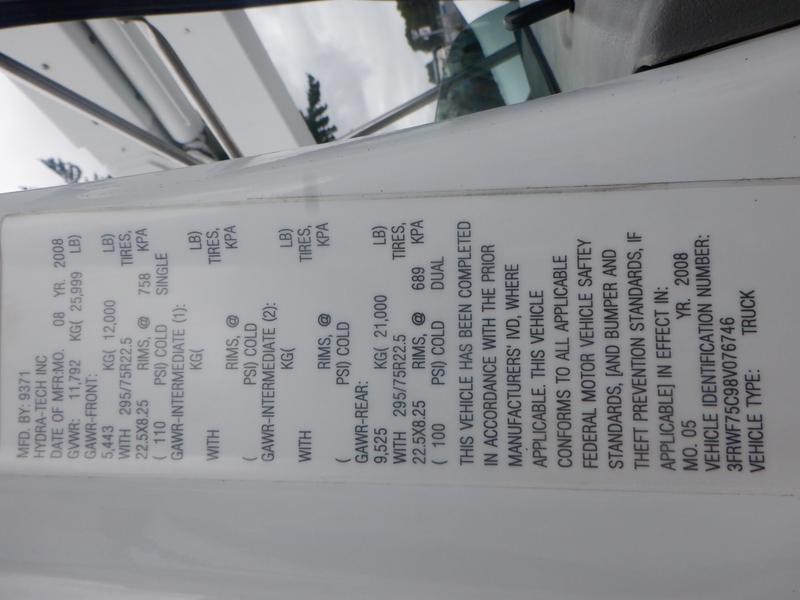 MFD. BY: 9371
HYDRA-TECH INC
DATE OF MFR:MO. 08 YR. 2008
GVWR: 11,792 KG( 25,999 LB)
GAWR-FRONT:
5,443 KG( 12,000 LB)
WITH 295/75R22.5 TIRES,
22.5X8.25 RIMS, @ 758 KPA
( 110 PSI) COLD SINGLE
GAWR-INTERMEDIATE (1):
KG( LB)
WITH TIRES,
RIMS, @ KPA
( PSI) COLD
GAWR-INTERMEDIATE (2):
KG( LB)
WITH TIRES,
RIMS, @ KPA
( PSI) COLD
GAWR-REAR:
9,525 KG( 21,000 LB)
WITH 295/75R22.5 TIRES,
22.5X8.25 RIMS, @ 689 KPA
( 100 PSI) COLD DUAL
THIS VEHICLE HAS BEEN COMPLETED
IN ACCORDANCE WITH THE PRIOR
MANUFACTURERS' IVD, WHERE
APPLICABLE. THIS VEHICLE
CONFORMS TO ALL APPLICABLE
FEDERAL MOTOR VEHICLE SAFTEY
STANDARDS, [AND BUMPER AND
THEFT PREVENTION STANDARDS, IF
APPLICABLE] IN EFFECT IN:
MO. 05 YR. 2008
VEHICLE IDENTIFICATION NUMBER:
3FRWF75C98V076746
VEHICLE TYPE: TRUCK